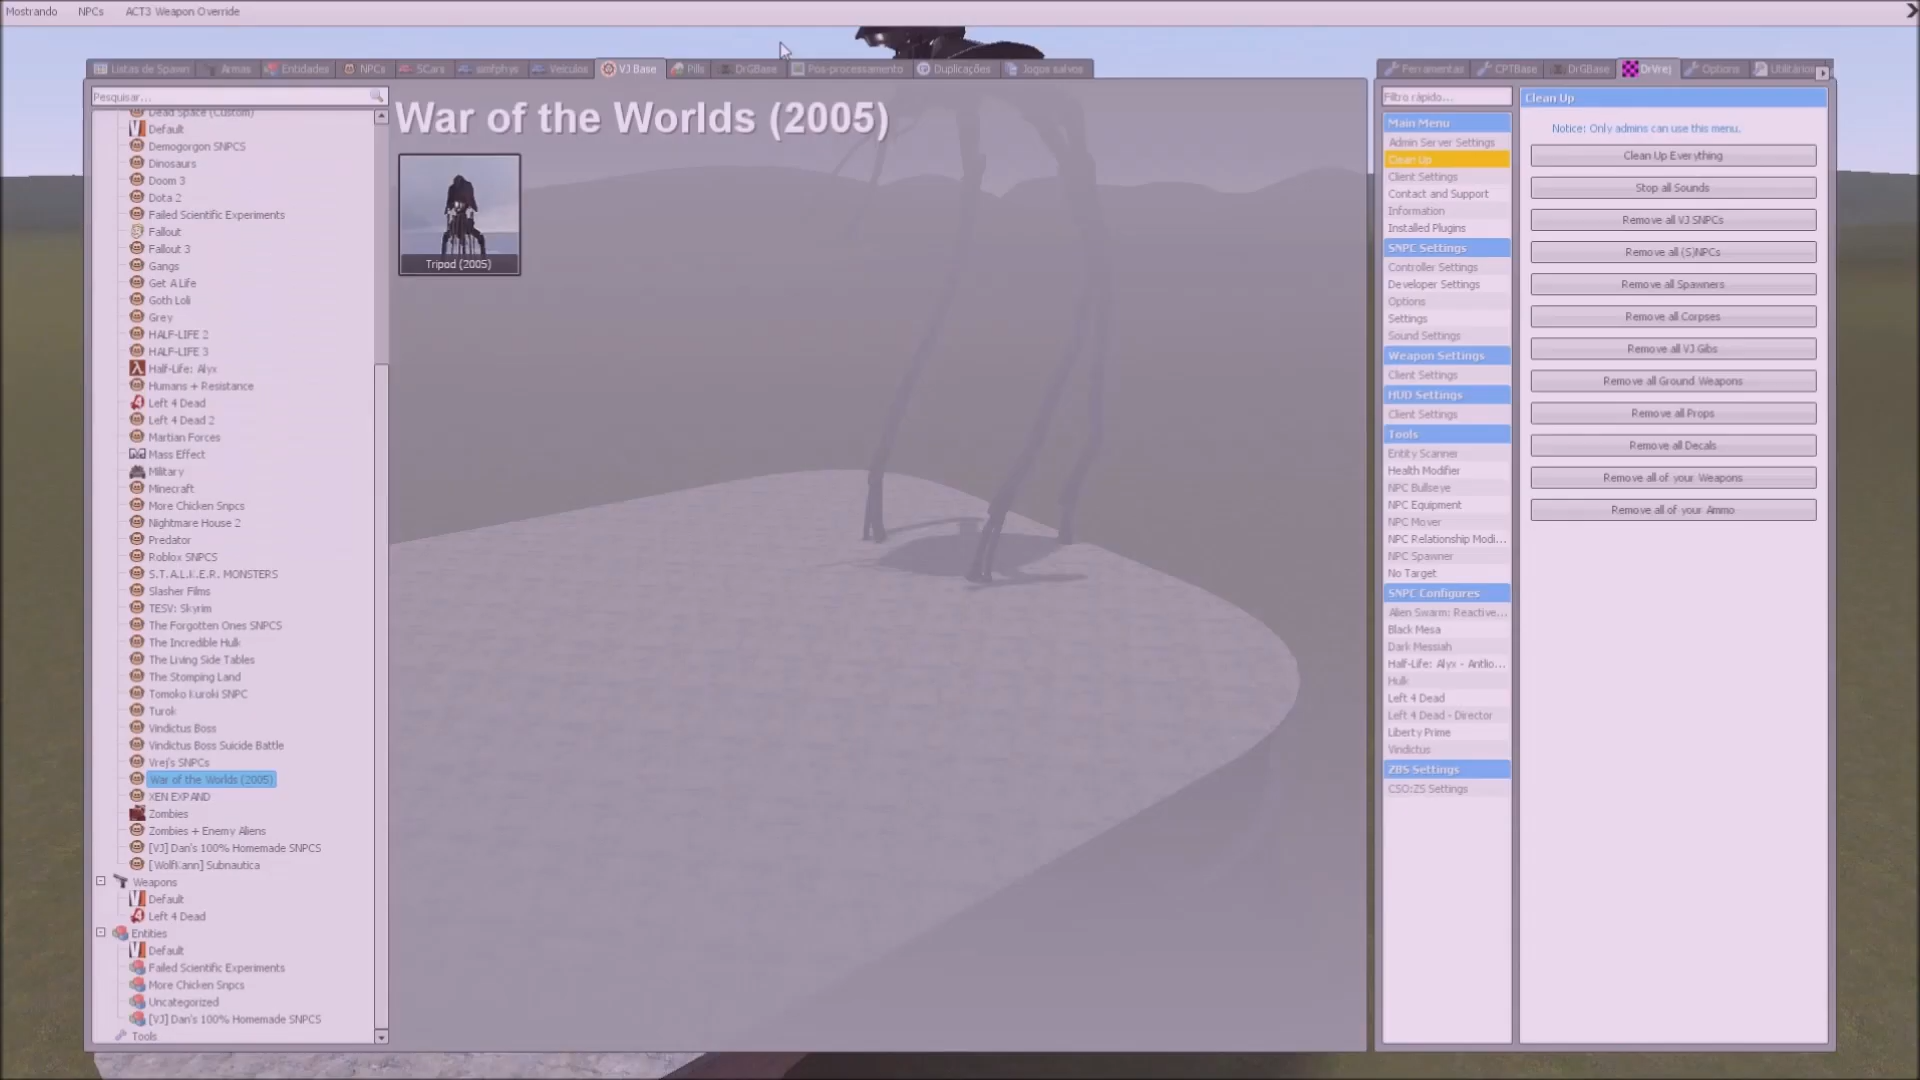 Mostrando NPCs ACT3 Weapon Override
Listas de Spawn Armas Entidades NPCs SCars simfphys Veículos VJ Base Pills DrGBase Pós-processamento Duplicações Jogos salvos
Pesquisar...
Dead Space (Custom)
Default
Demogorgon SNPCS
Dinosaurs
Doom 3
Dota 2
Failed Scientific Experiments
Fallout
Fallout 3
Gangs
Get A Life
Goth Loli
Grey
HALF-LIFE 2
HALF-LIFE 3
Half-Life: Alyx
Humans + Resistance
Left 4 Dead
Left 4 Dead 2
Martian Forces
Mass Effect
Military
Minecraft
More Chicken Snpcs
Nightmare House 2
Predator
Roblox SNPCS
S.T.A.L.K.E.R. MONSTERS
Slasher Films
TESV: Skyrim
The Forgotten Ones SNPCS
The Incredible Hulk
The Living Side Tables
The Stomping Land
Tomoko Kuroki SNPC
Turok
Vindictus Boss
Vindictus Boss Suicide Battle
Vrej's SNPCs
War of the Worlds (2005)
XEN EXPAND
Zombies
Zombies + Enemy Aliens
[VJ] Dan's 100% Homemade SNPCS
[WolfKann] Subnautica
Weapons
Default
Left 4 Dead
Entities
Default
Failed Scientific Experiments
More Chicken Snpcs
Uncategorized
[VJ] Dan's 100% Homemade SNPCS
Tools
War of the Worlds (2005)
Tripod (2005)
Ferramentas CPTBase DrGBase DrVrej Options Utilitários
Filtro rápido...
Main Menu
Admin Server Settings
Clean Up
Client Settings
Contact and Support
Information
Installed Plugins
SNPC Settings
Controller Settings
Developer Settings
Options
Settings
Sound Settings
Weapon Settings
Client Settings
HUD Settings
Client Settings
Tools
Entity Scanner
Health Modifier
NPC Bullseye
NPC Equipment
NPC Mover
NPC Relationship Modi...
NPC Spawner
No Target
SNPC Configures
Alien Swarm: Reactive...
Black Mesa
Dark Messiah
Half-Life: Alyx - Antlio...
Hulk
Left 4 Dead
Left 4 Dead - Director
Liberty Prime
Vindictus
ZBS Settings
CSO:ZS Settings
Clean Up
Notice: Only admins can use this menu.
Clean Up Everything
Stop all Sounds
Remove all VJ SNPCs
Remove all (S)NPCs
Remove all Spawners
Remove all Corpses
Remove all VJ Gibs
Remove all Ground Weapons
Remove all Props
Remove all Decals
Remove all of your Weapons
Remove all of your Ammo